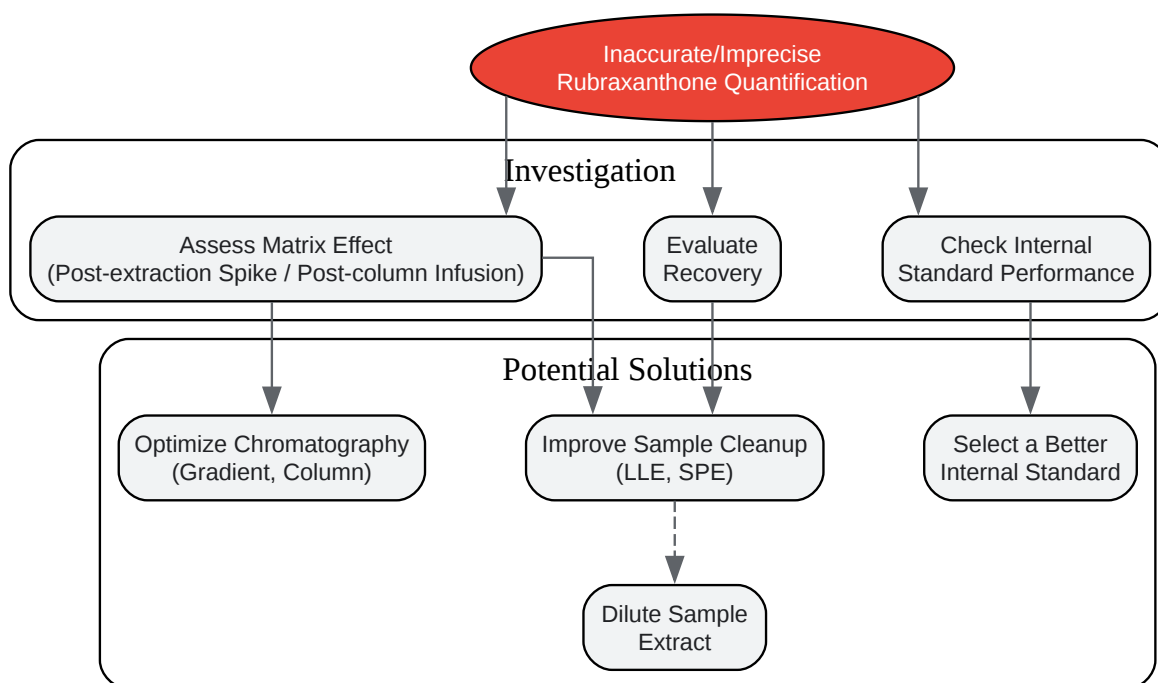 Inaccurate/Imprecise
Rubraxanthone Quantification
Investigation
Assess Matrix Effect
(Post-extraction Spike / Post-column Infusion)
Evaluate
Recovery
Check Internal
Standard Performance
Potential Solutions
Optimize Chromatography
(Gradient, Column)
Improve Sample Cleanup
(LLE, SPE)
Select a Better
Internal Standard
Dilute Sample
Extract